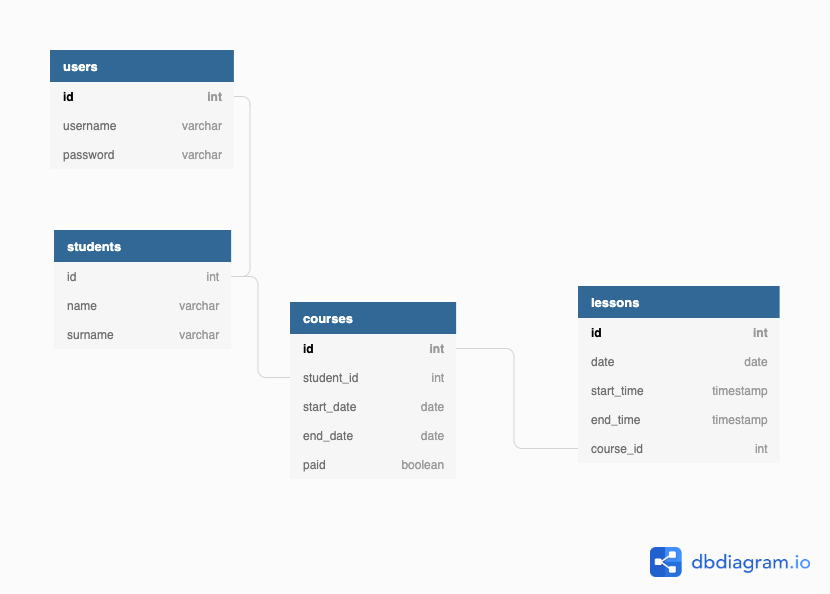 users
id int
username varchar
password varchar
students
id int
name varchar
surname varchar
courses
id int
student_id int
start_date date
end_date date
paid boolean
lessons
id int
date date
start_time timestamp
end_time timestamp
course_id int
dbdiagram.io